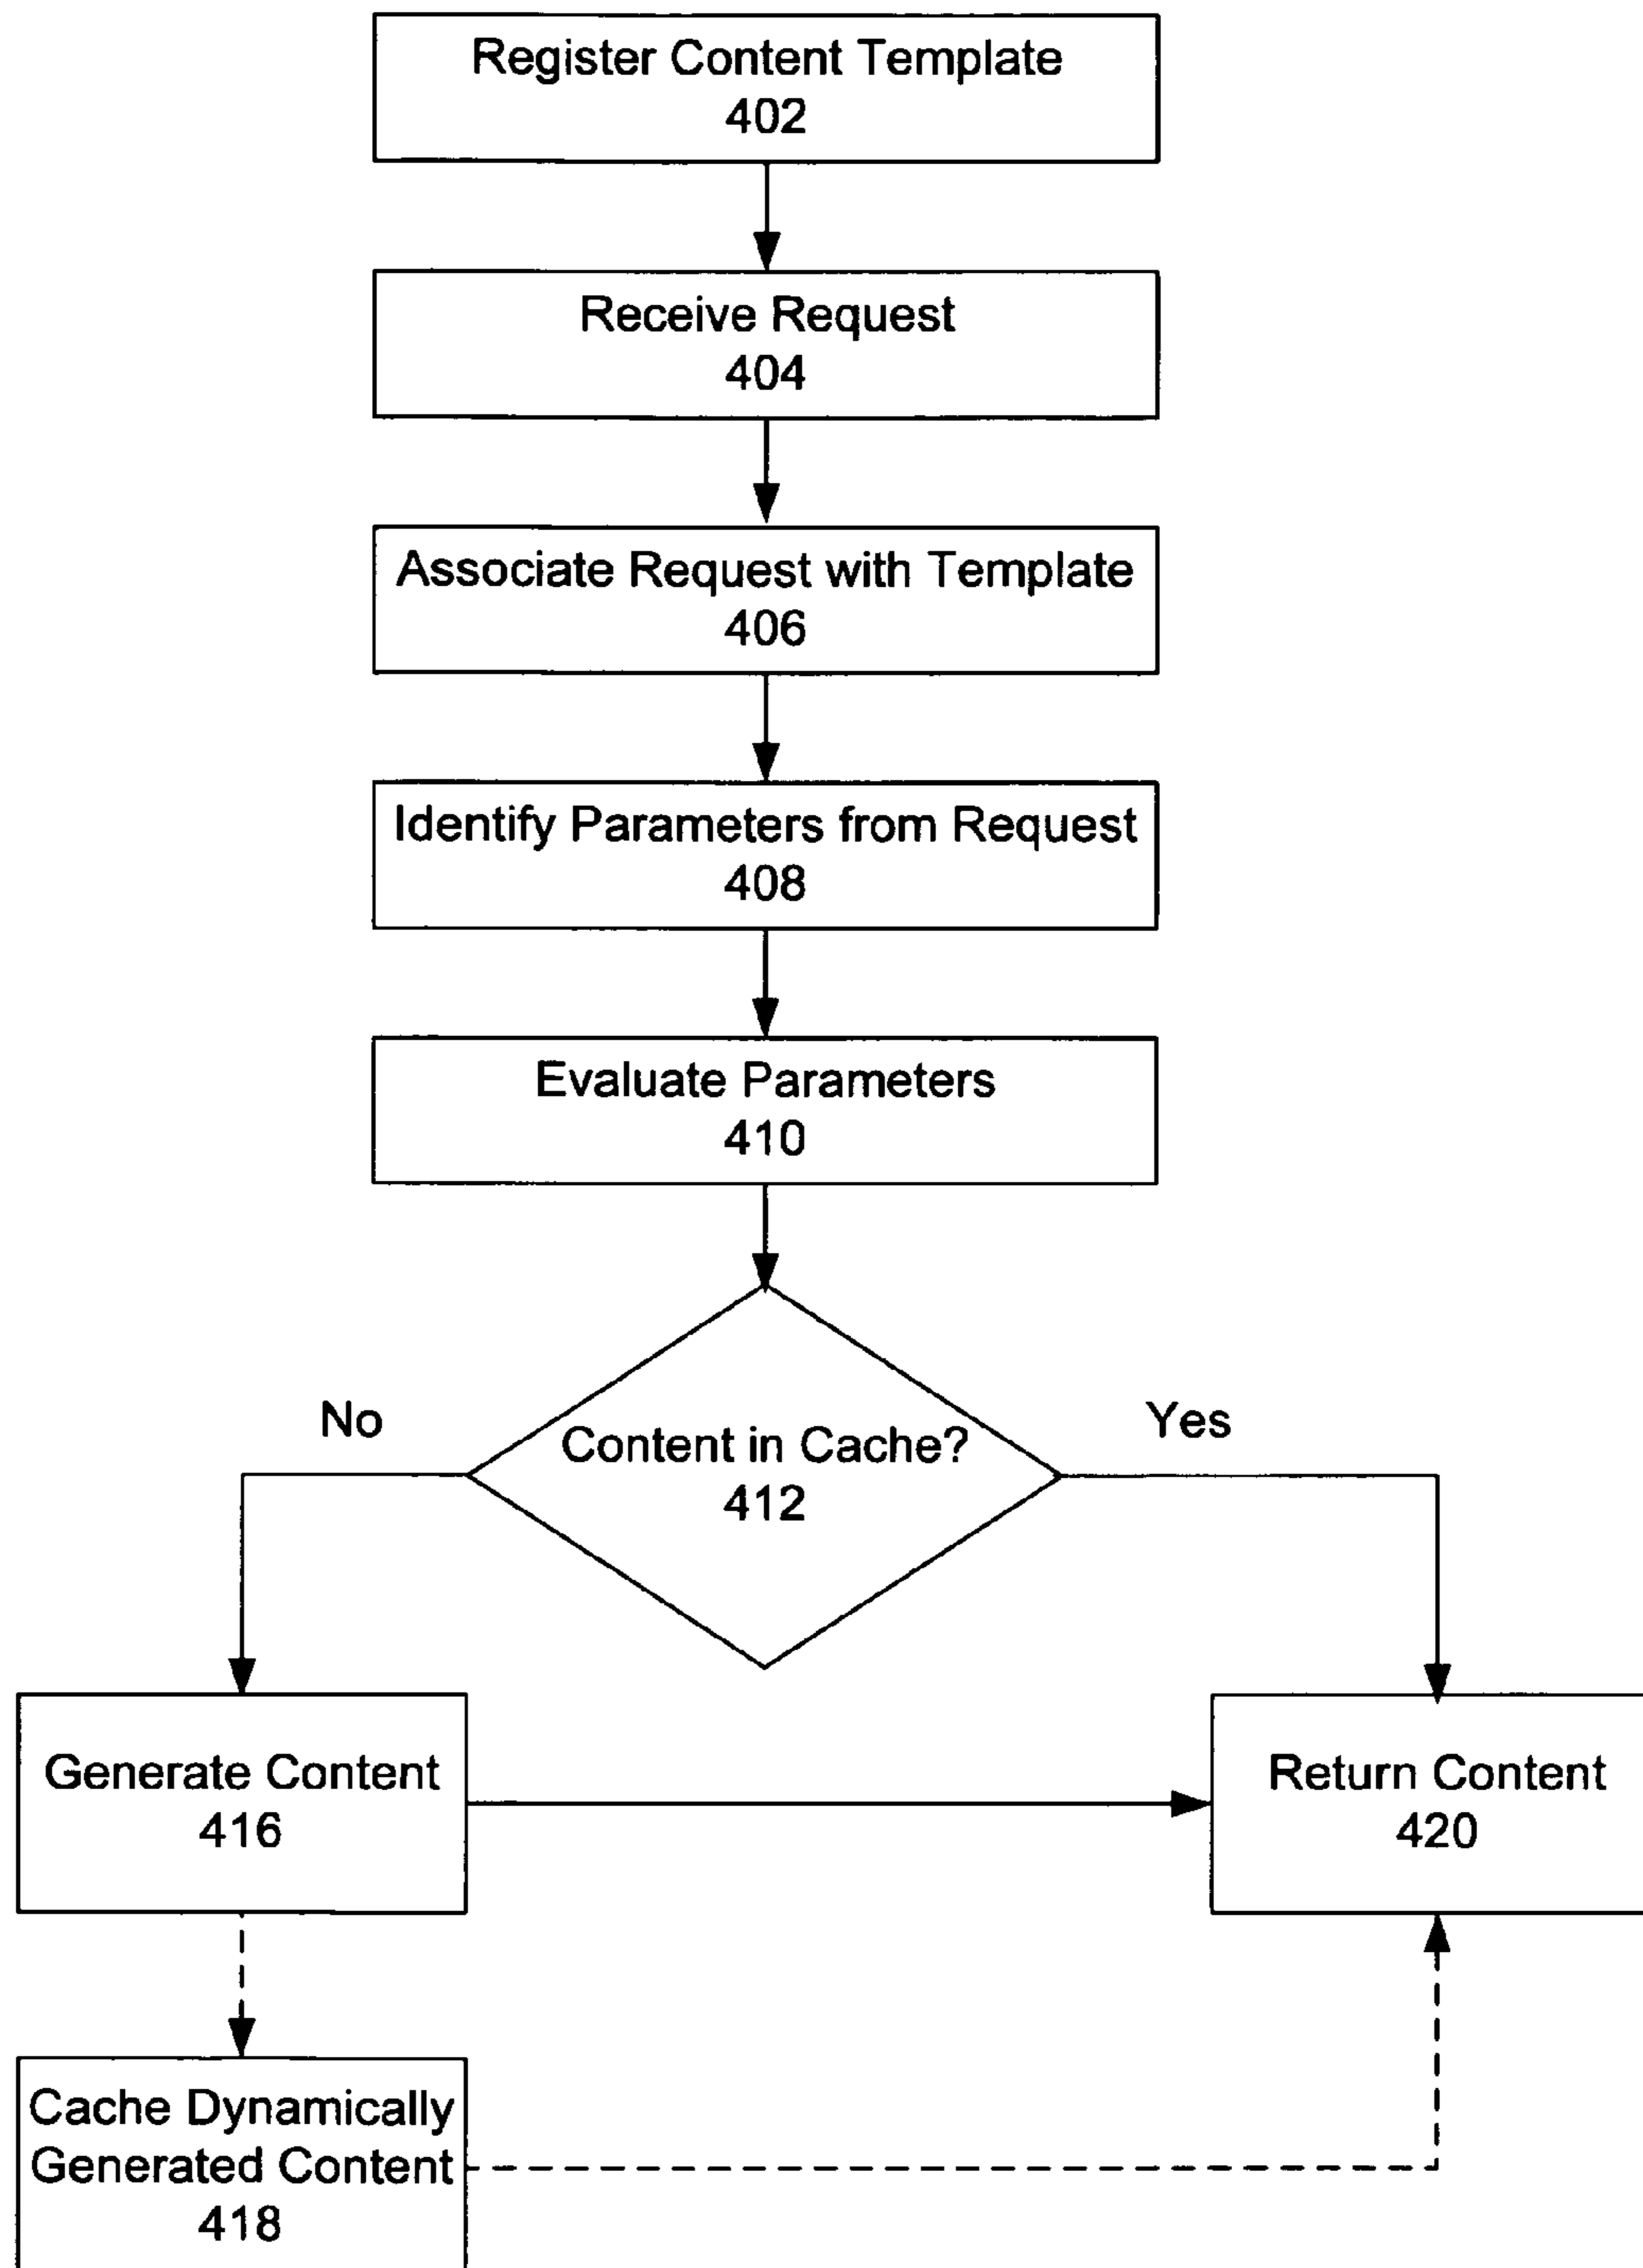 Register Content Template
402
Receive Request
404
Associate Request with Template
406
Identify Parameters from Request
408
Evaluate Parameters
410
No
Yes
Content in Cache?
412
Generate Content
416
Return Content
420
Cache Dynamically
Generated Content
418